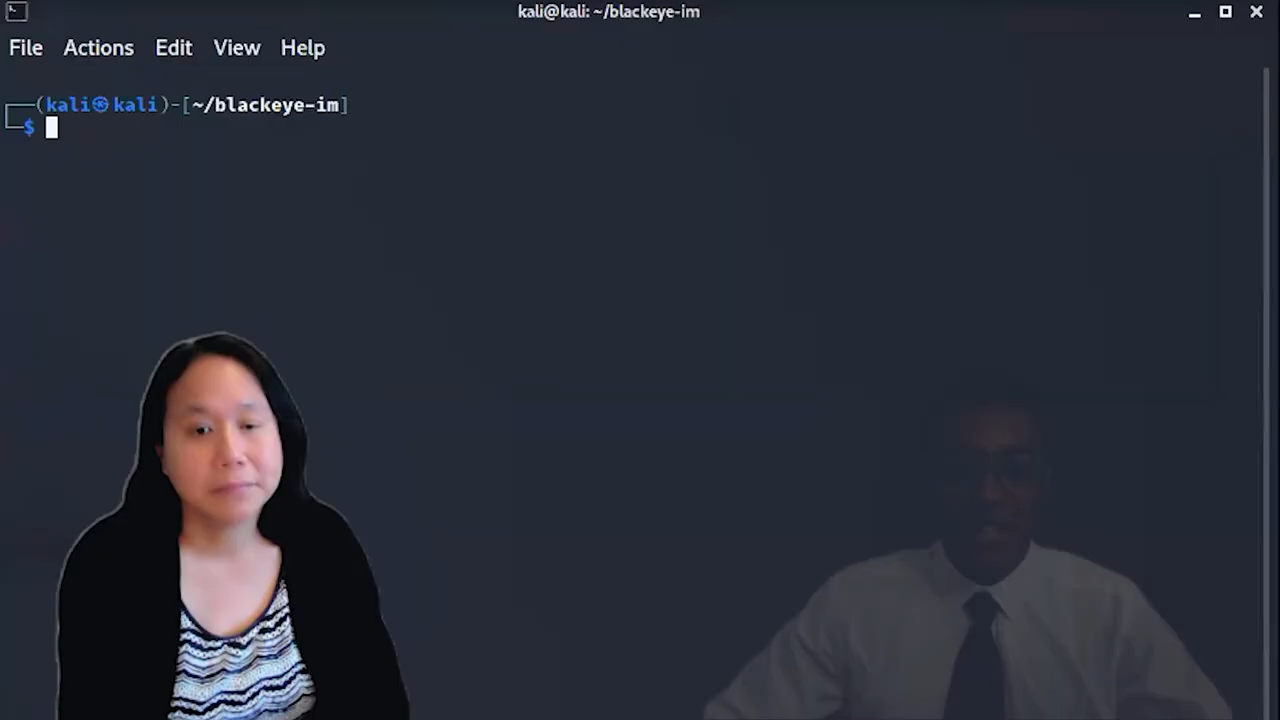 kali@kali: ~/blackeye-im
File Actions Edit View Help
┌──(kali㉿kali)-[~/blackeye-im]
└─$